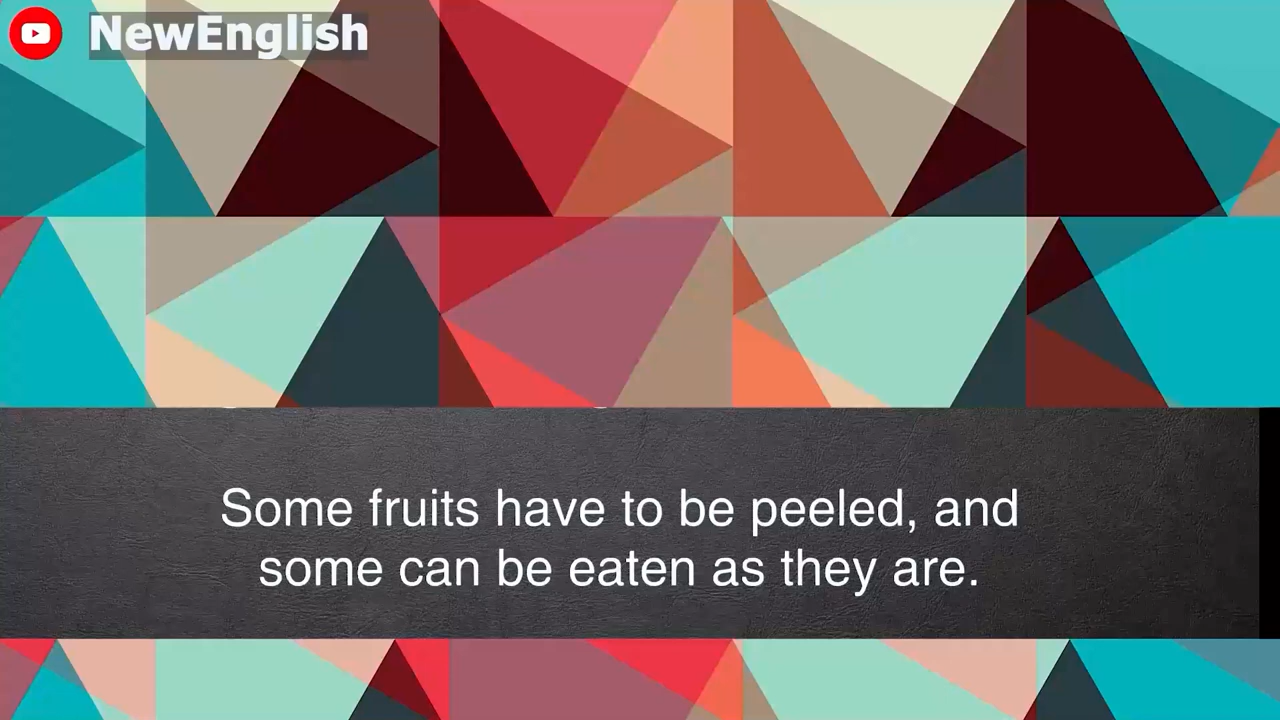 NewEnglish
Some fruits have to be peeled, and
some can be eaten as they are.